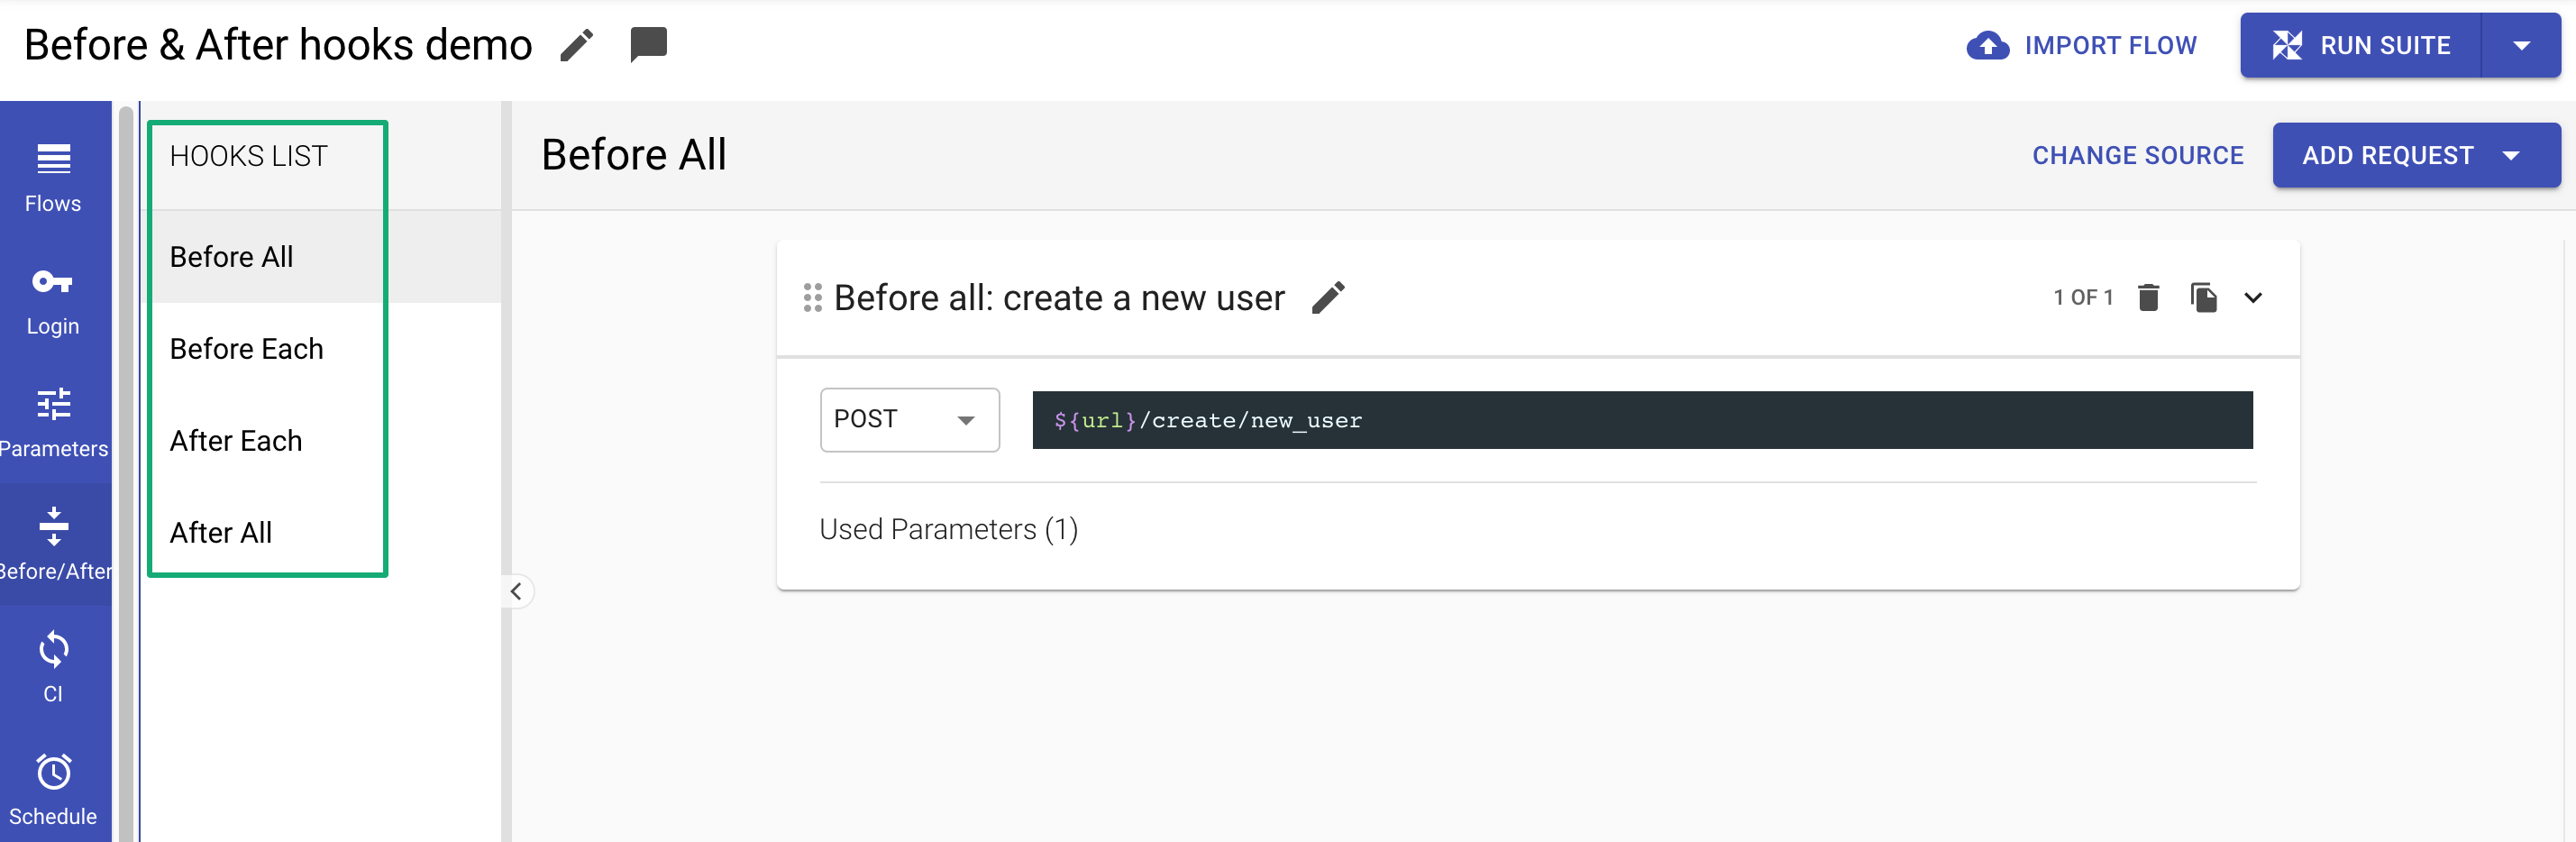 Before & After hooks demo
IMPORT FLOW
RUN SUITE
Flows
Login
Parameters
Before/After
CI
Schedule
HOOKS LIST
Before All
Before Each
After Each
After All
Before All
CHANGE SOURCE
ADD REQUEST
Before all: create a new user
1 OF 1
POST
${url}/create/new_user
Used Parameters (1)